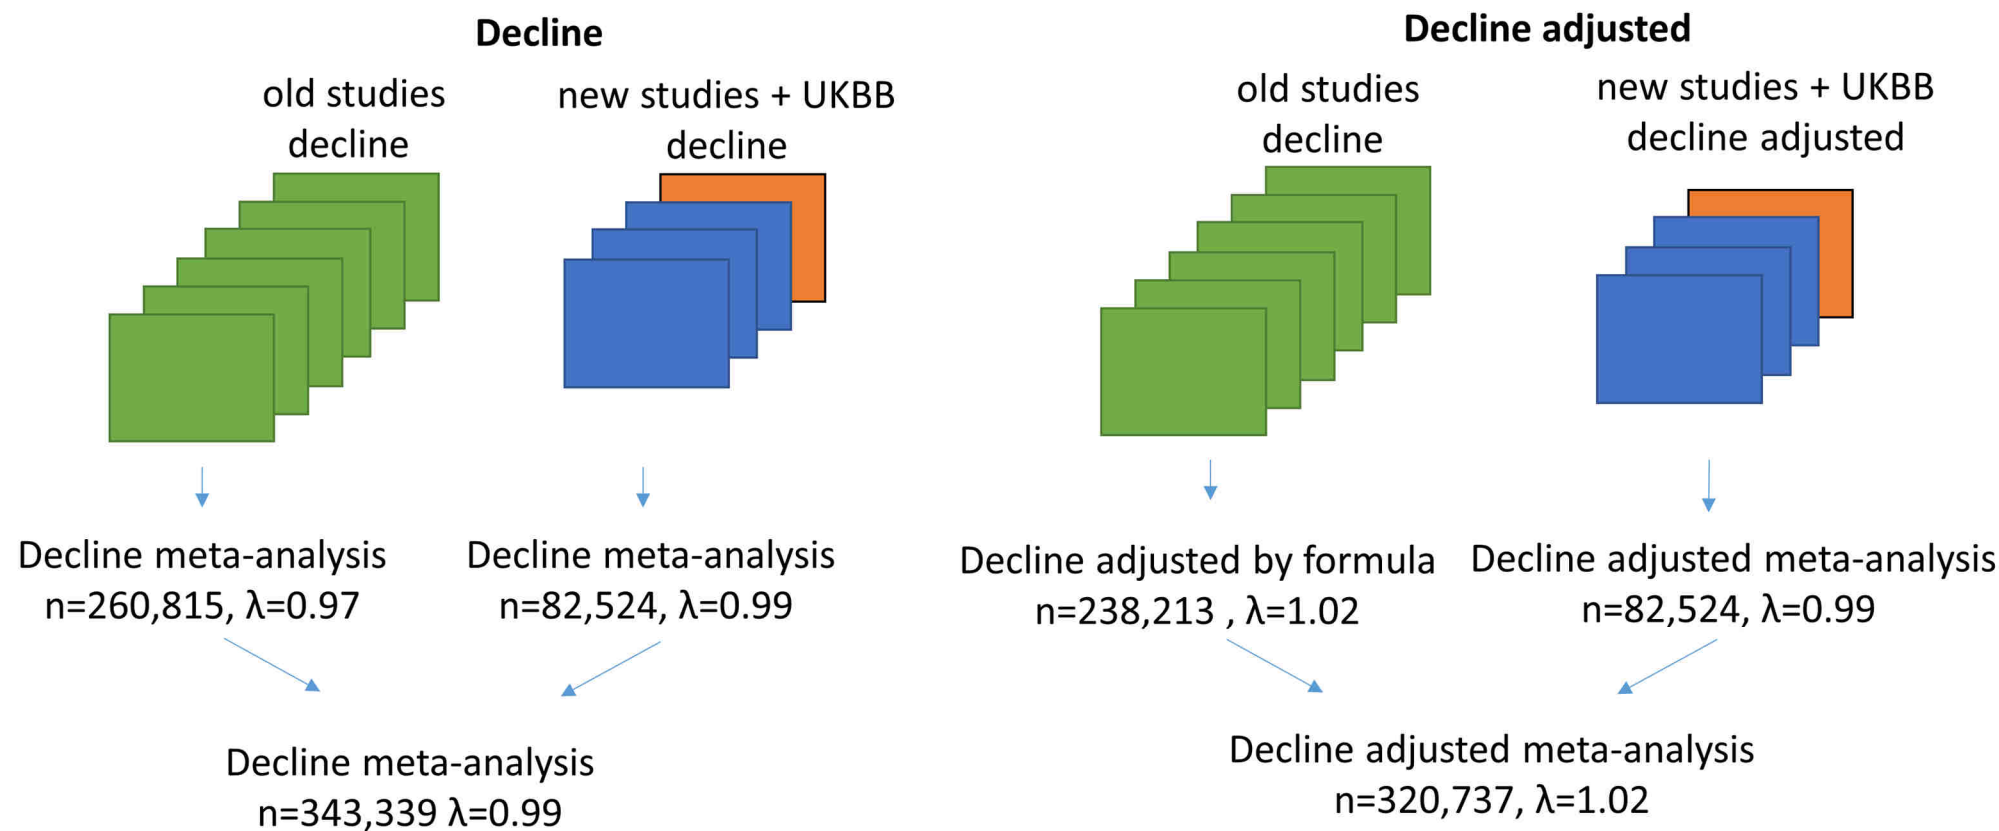 Decline
old studies
decline
new studies + UKBB
decline
Decline meta-analysis
n=260,815, λ=0.97
Decline meta-analysis
n=82,524, λ=0.99
Decline meta-analysis
n=343,339 λ=0.99
Decline adjusted
old studies
decline
new studies + UKBB
decline adjusted
Decline adjusted by formula
n=238,213 , λ=1.02
Decline adjusted meta-analysis
n=82,524, λ=0.99
Decline adjusted meta-analysis
n=320,737, λ=1.02